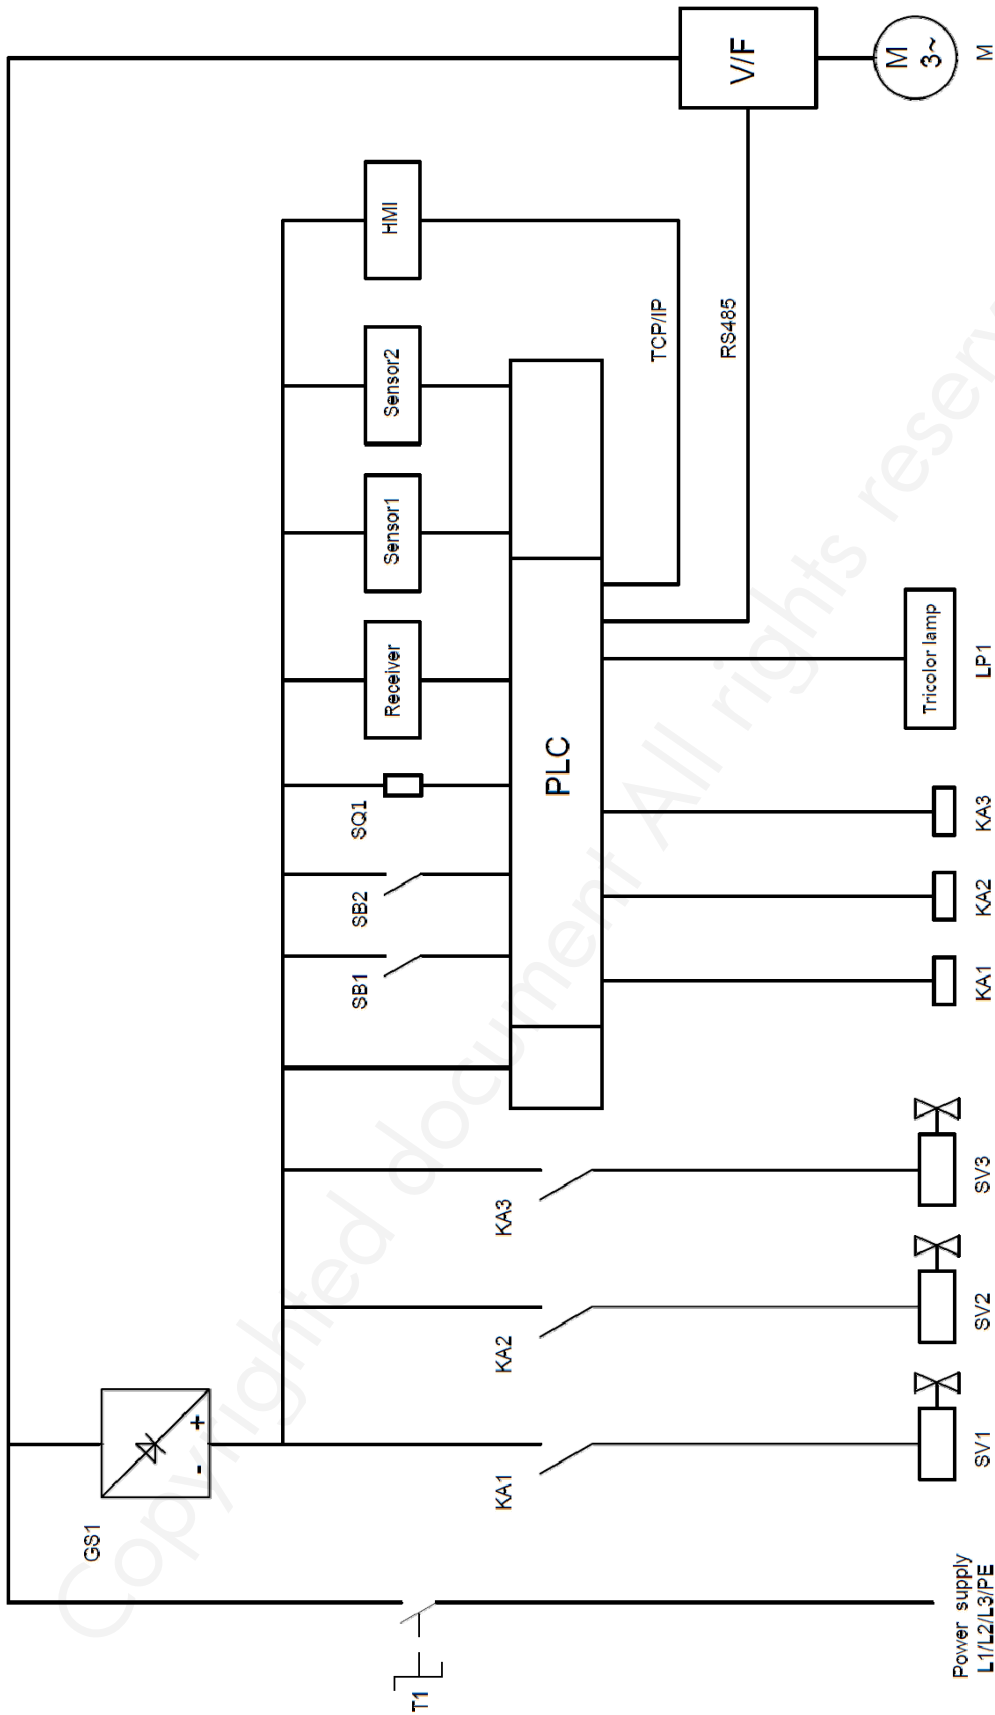 V/F
M
3~
M
HMI
Sensor2
Sensor1
Receiver
TCP/IP
RS485
SQ1
SB2
SB1
PLC
Tricolor lamp
LP1
KA3
KA2
KA1
KA3
KA2
KA1
SV3
SV2
SV1
GS1
- +
T1
Power supply
L1/L2/L3/PE
Copyrighted document All rights reserv